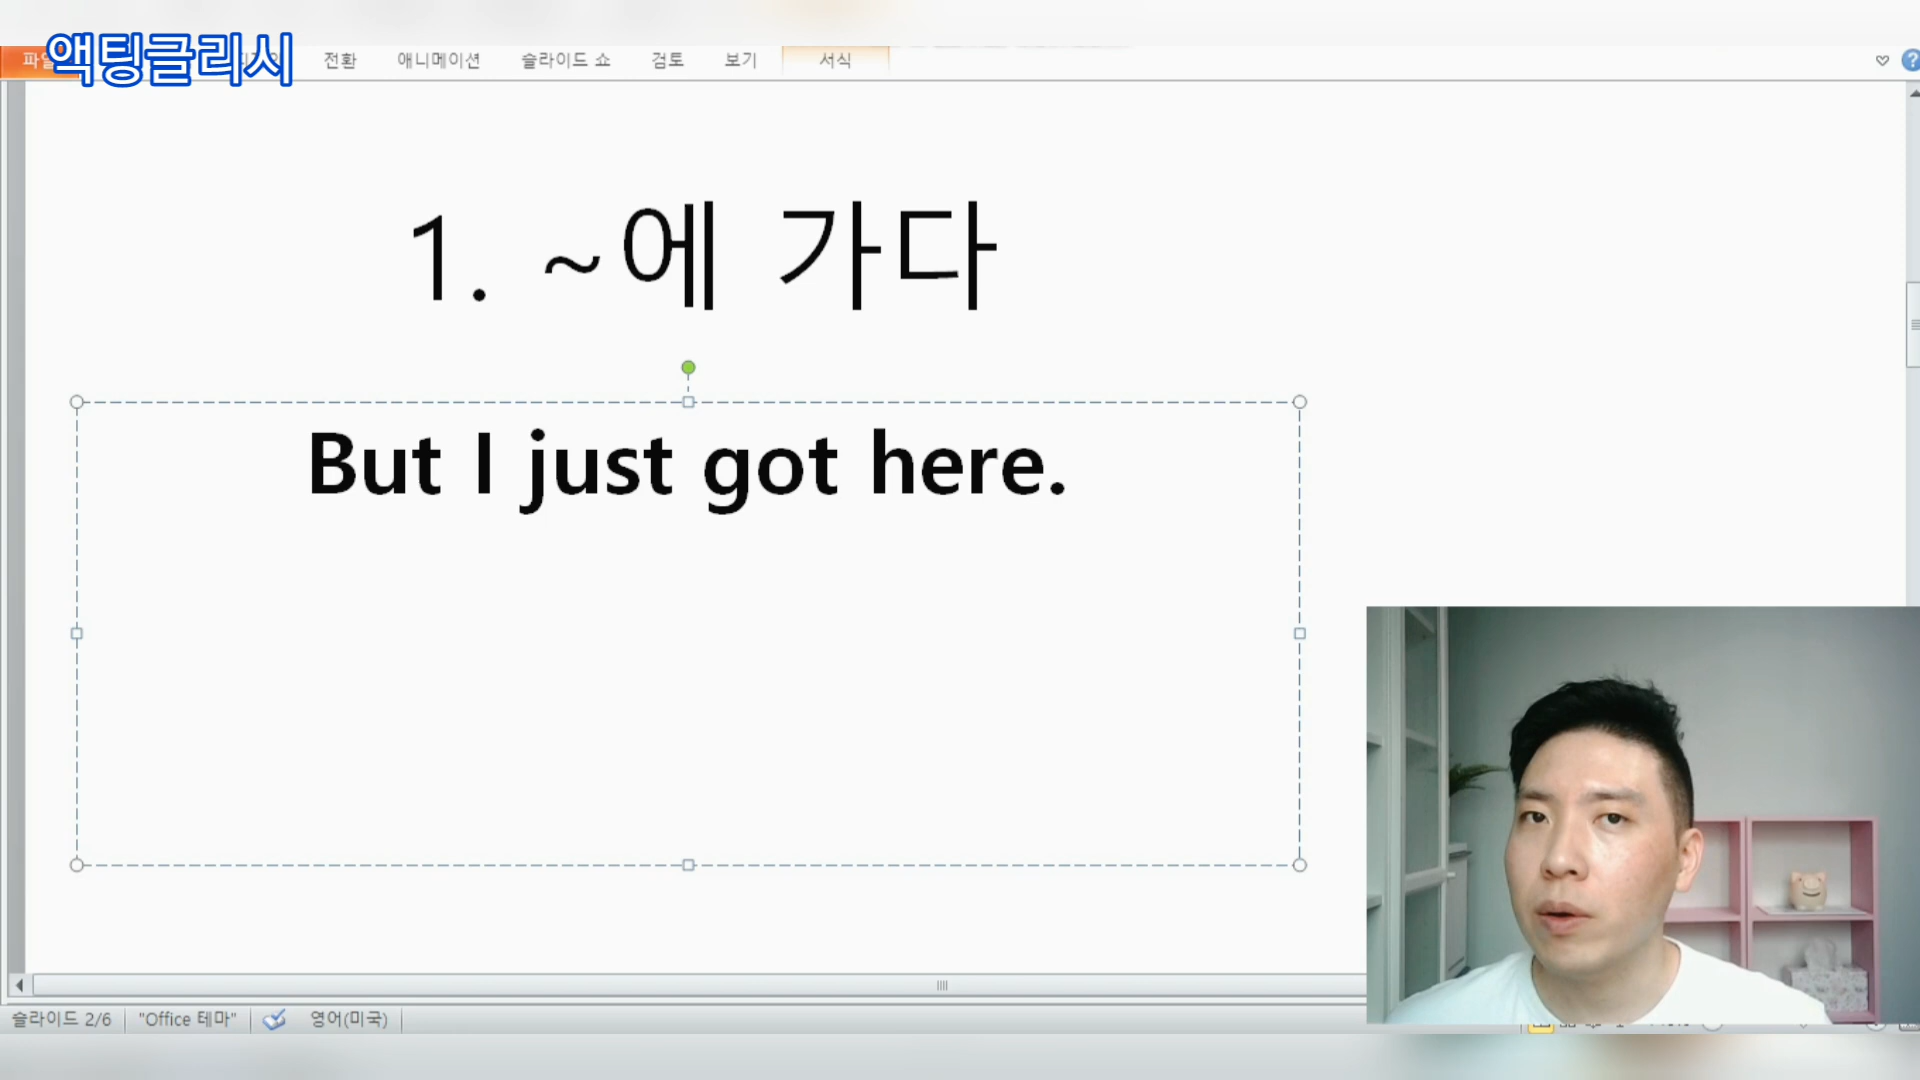 액팅글리시
전환 애니메이션 슬라이드 쇼 검토 보기 서식
1. ~에 가다
But I just got here.
슬라이드 2/6 "Office 테마" 영어(미국)